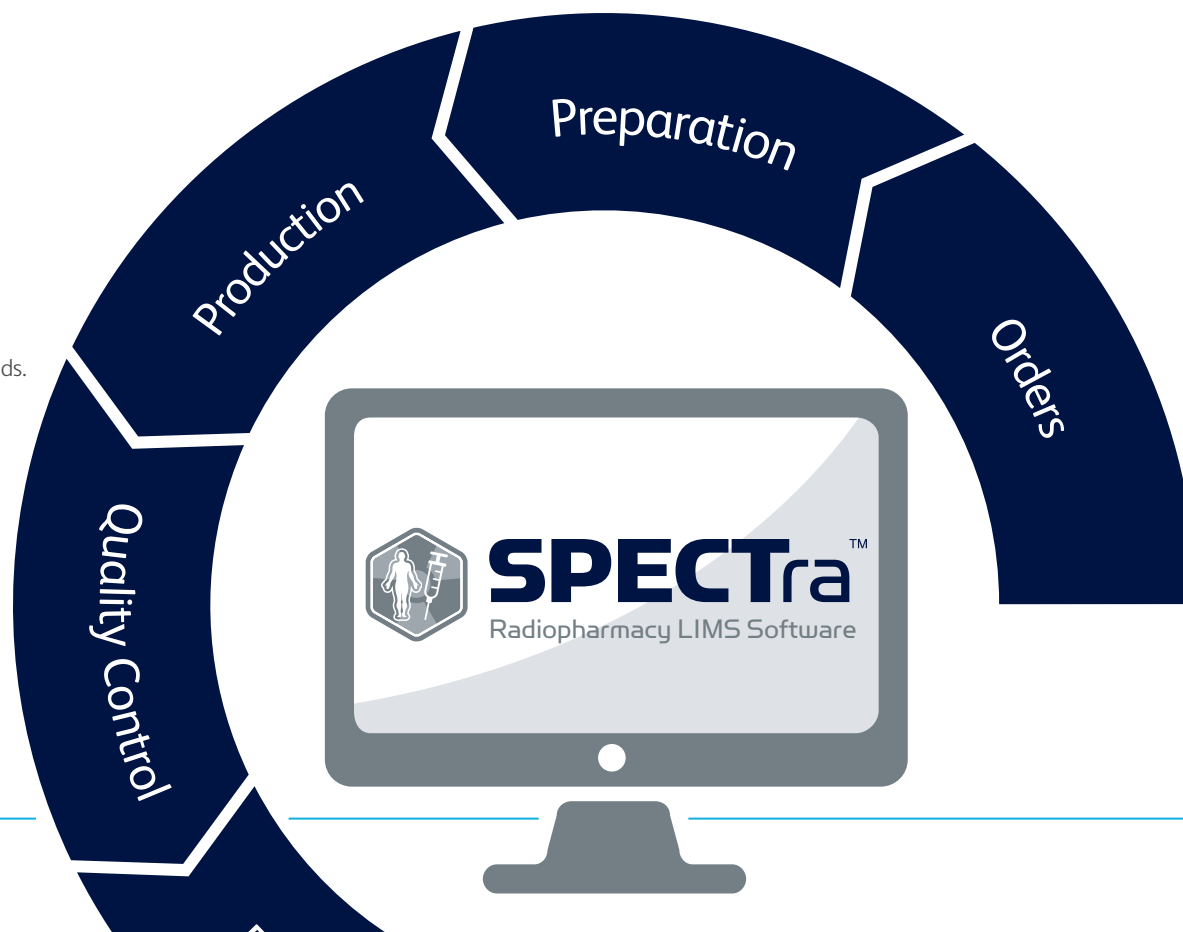 Preparation
Production
Orders
ds.
Quality Control
SPECTra™
Radiopharmacy LIMS Software